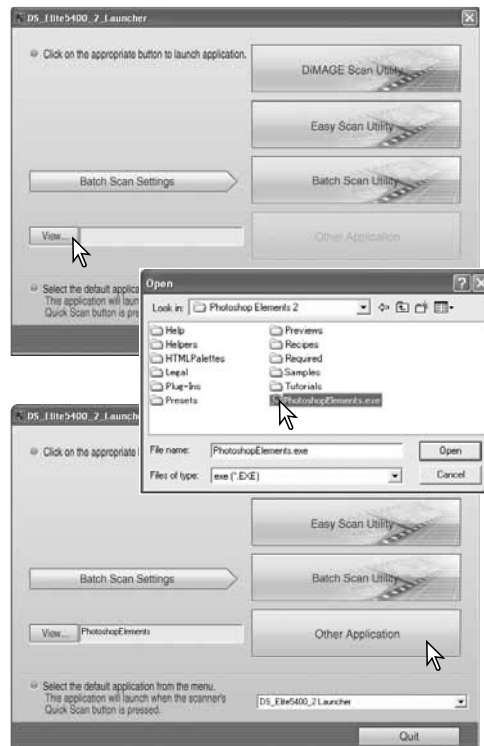 DS_Elite5400_2_Launcher
Click on the appropriate button to launch application.
DiMAGE Scan Utility
Easy Scan Utility
Batch Scan Settings
Batch Scan Utility
View...
Other Application
Select the default applica
This application will laun
Quick Scan button is pre
Open
Look in: Photoshop Elements 2
Help
Helpers
HTMLPalettes
Legal
Plug-Ins
Presets
Previews
Recipes
Required
Samples
Tutorials
PhotoshopElements.exe
File name: PhotoshopElements.exe
Open
Files of type: exe (*.EXE)
Cancel
DS_Elite5400_2_Launch
Click on the appropriate
Easy Scan Utility
Batch Scan Settings
Batch Scan Utility
View... PhotoshopElements
Other Application
Select the default application from the menu.
This application will launch when the scanner's
Quick Scan button is pressed.
DS_Elite5400_2 Launcher
Quit